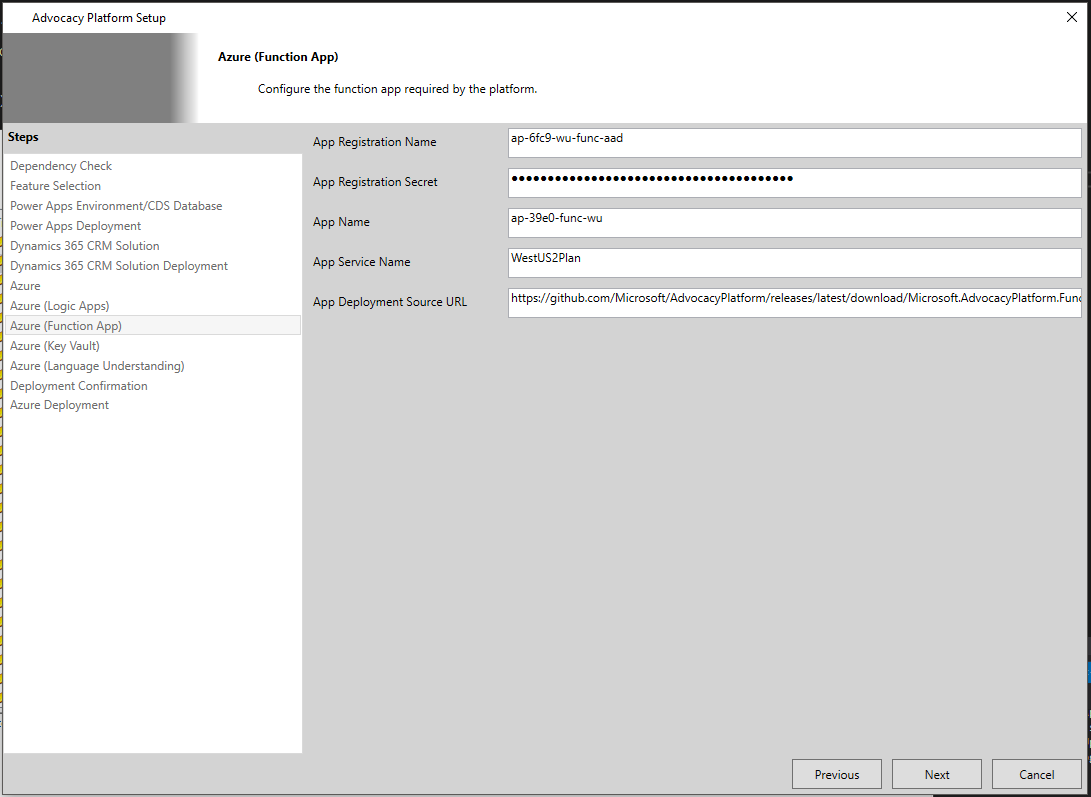 Advocacy Platform Setup
Azure (Function App)
Configure the function app required by the platform.
Steps
Dependency Check
Feature Selection
Power Apps Environment/CDS Database
Power Apps Deployment
Dynamics 365 CRM Solution
Dynamics 365 CRM Solution Deployment
Azure
Azure (Logic Apps)
Azure (Function App)
Azure (Key Vault)
Azure (Language Understanding)
Deployment Confirmation
Azure Deployment
App Registration Name ap-6fc9-wu-func-aad
App Registration Secret ●●●●●●●●●●●●●●●●●●●●●●●●●●●●●●●●●●●●●●●
App Name ap-39e0-func-wu
App Service Name WestUS2Plan
App Deployment Source URL https://github.com/Microsoft/AdvocacyPlatform/releases/latest/download/Microsoft.AdvocacyPlatform.Func
Previous Next Cancel